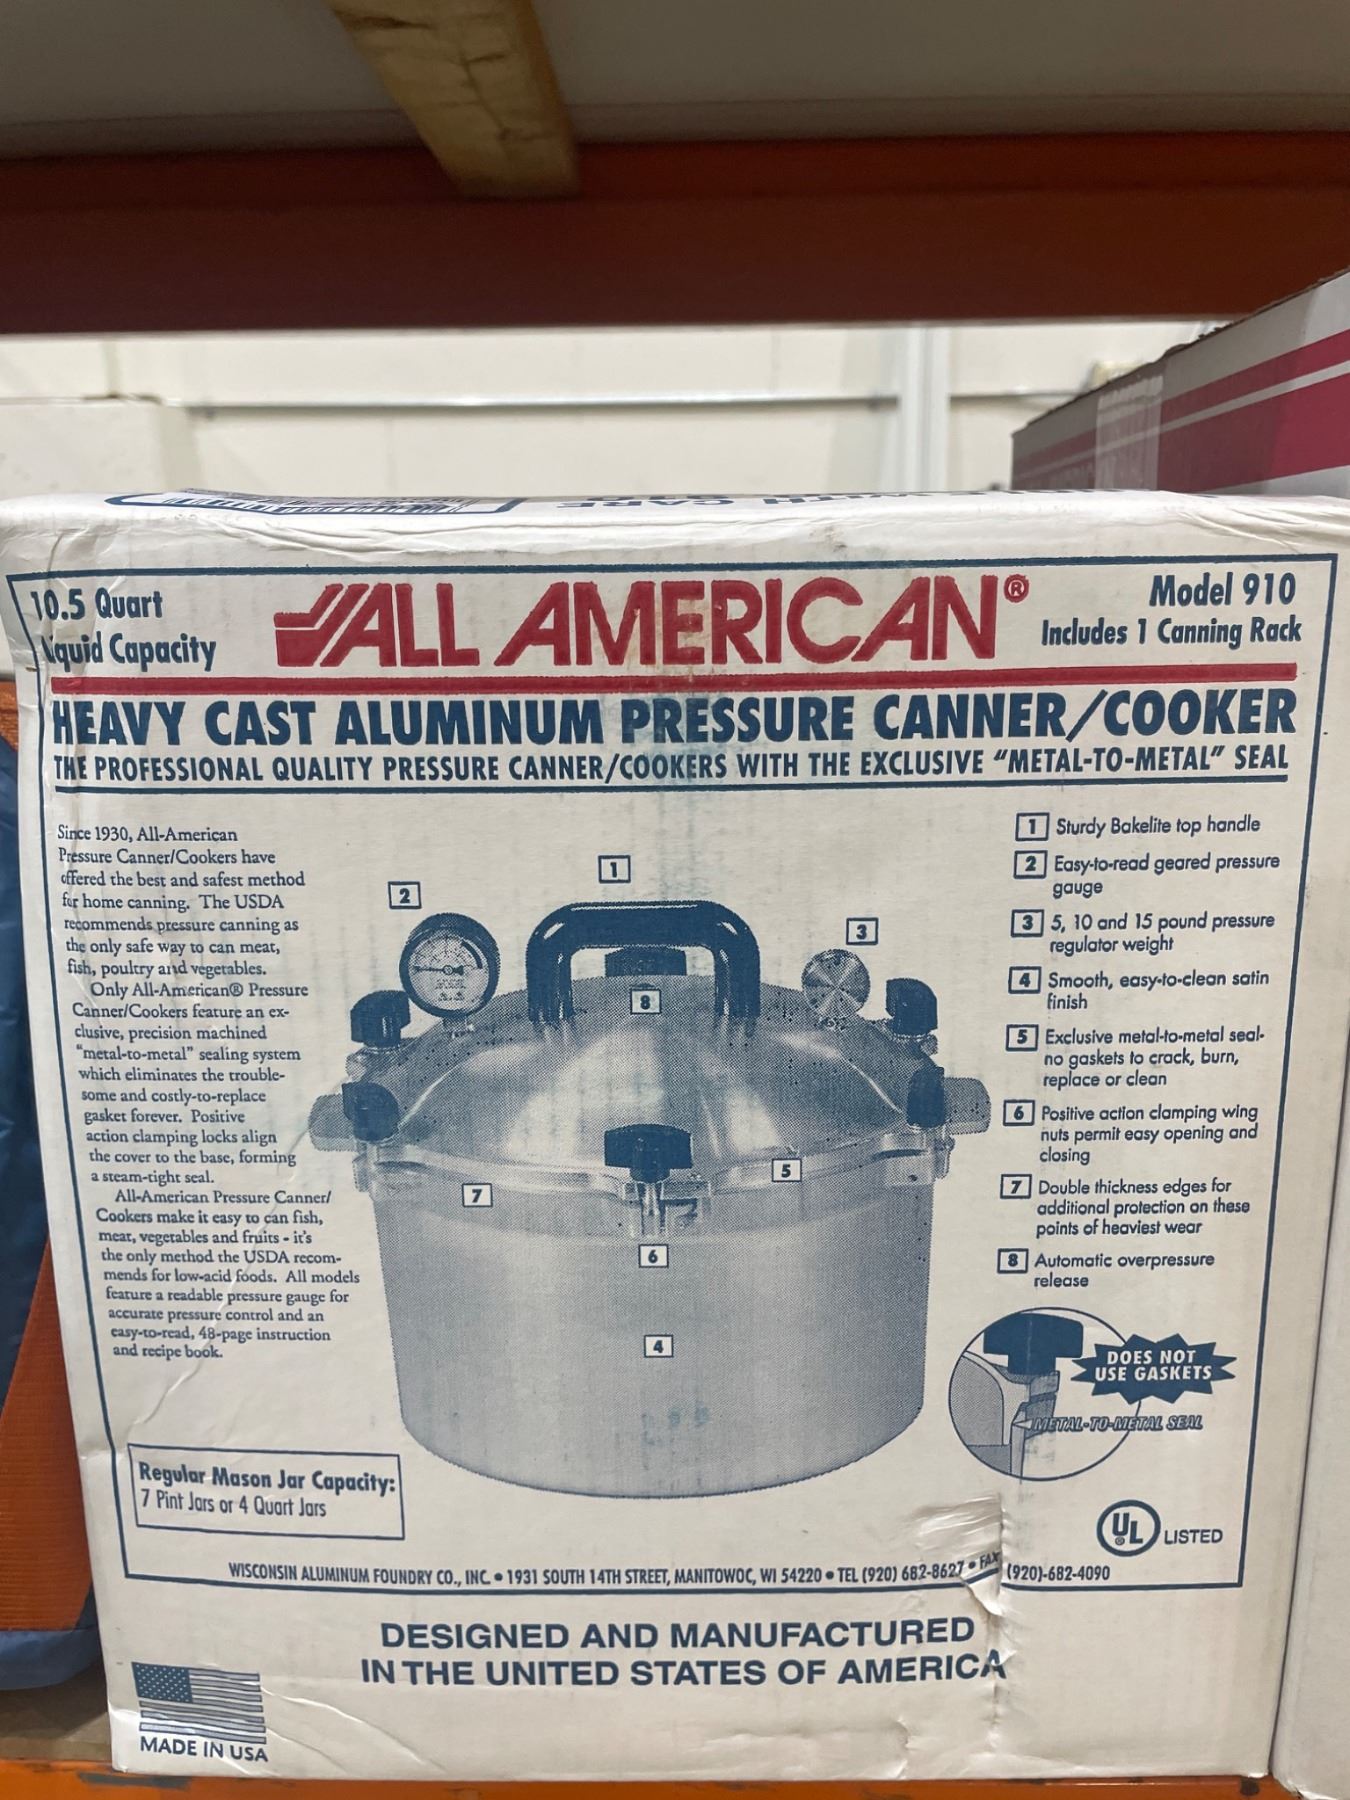 10.5 Quart
Liquid Capacity
ALL AMERICAN®
Model 910
Includes 1 Canning Rack
HEAVY CAST ALUMINUM PRESSURE CANNER/COOKER
THE PROFESSIONAL QUALITY PRESSURE CANNER/COOKERS WITH THE EXCLUSIVE "METAL-TO-METAL" SEAL
Since 1930, All-American
Pressure Canner/Cookers have
offered the best and safest method
for home canning. The USDA
recommends pressure canning as
the only safe way to can meat,
fish, poultry and vegetables.
Only All-American® Pressure
Canner/Cookers feature an ex-
clusive, precision machined
"metal-to-metal" sealing system
which eliminates the trouble-
some and costly-to-replace
gasket forever. Positive
action clamping locks align
the cover to the base, forming
a steam-tight seal.
All-American Pressure Canner/
Cookers make it easy to can fish,
meat, vegetables and fruits - it's
the only method the USDA recom-
mends for low-acid foods. All models
feature a readable pressure gauge for
accurate pressure control and an
easy-to-read, 48-page instruction
and recipe book.
1
2
3
8
5
7
6
4
1 Sturdy Bakelite top handle
2 Easy-to-read geared pressure
gauge
3 5, 10 and 15 pound pressure
regulator weight
4 Smooth, easy-to-clean satin
finish
5 Exclusive metal-to-metal seal-
no gaskets to crack, burn,
replace or clean
6 Positive action clamping wing
nuts permit easy opening and
closing
7 Double thickness edges for
additional protection on these
points of heaviest wear
8 Automatic overpressure
release
DOES NOT
USE GASKETS
METAL-TO-METAL SEAL
Regular Mason Jar Capacity:
7 Pint Jars or 4 Quart Jars
UL® LISTED
WISCONSIN ALUMINUM FOUNDRY CO., INC. • 1931 SOUTH 14TH STREET, MANITOWOC, WI 54220 • TEL (920) 682-8627 • FAX (920)-682-4090
DESIGNED AND MANUFACTURED
IN THE UNITED STATES OF AMERICA
MADE IN USA